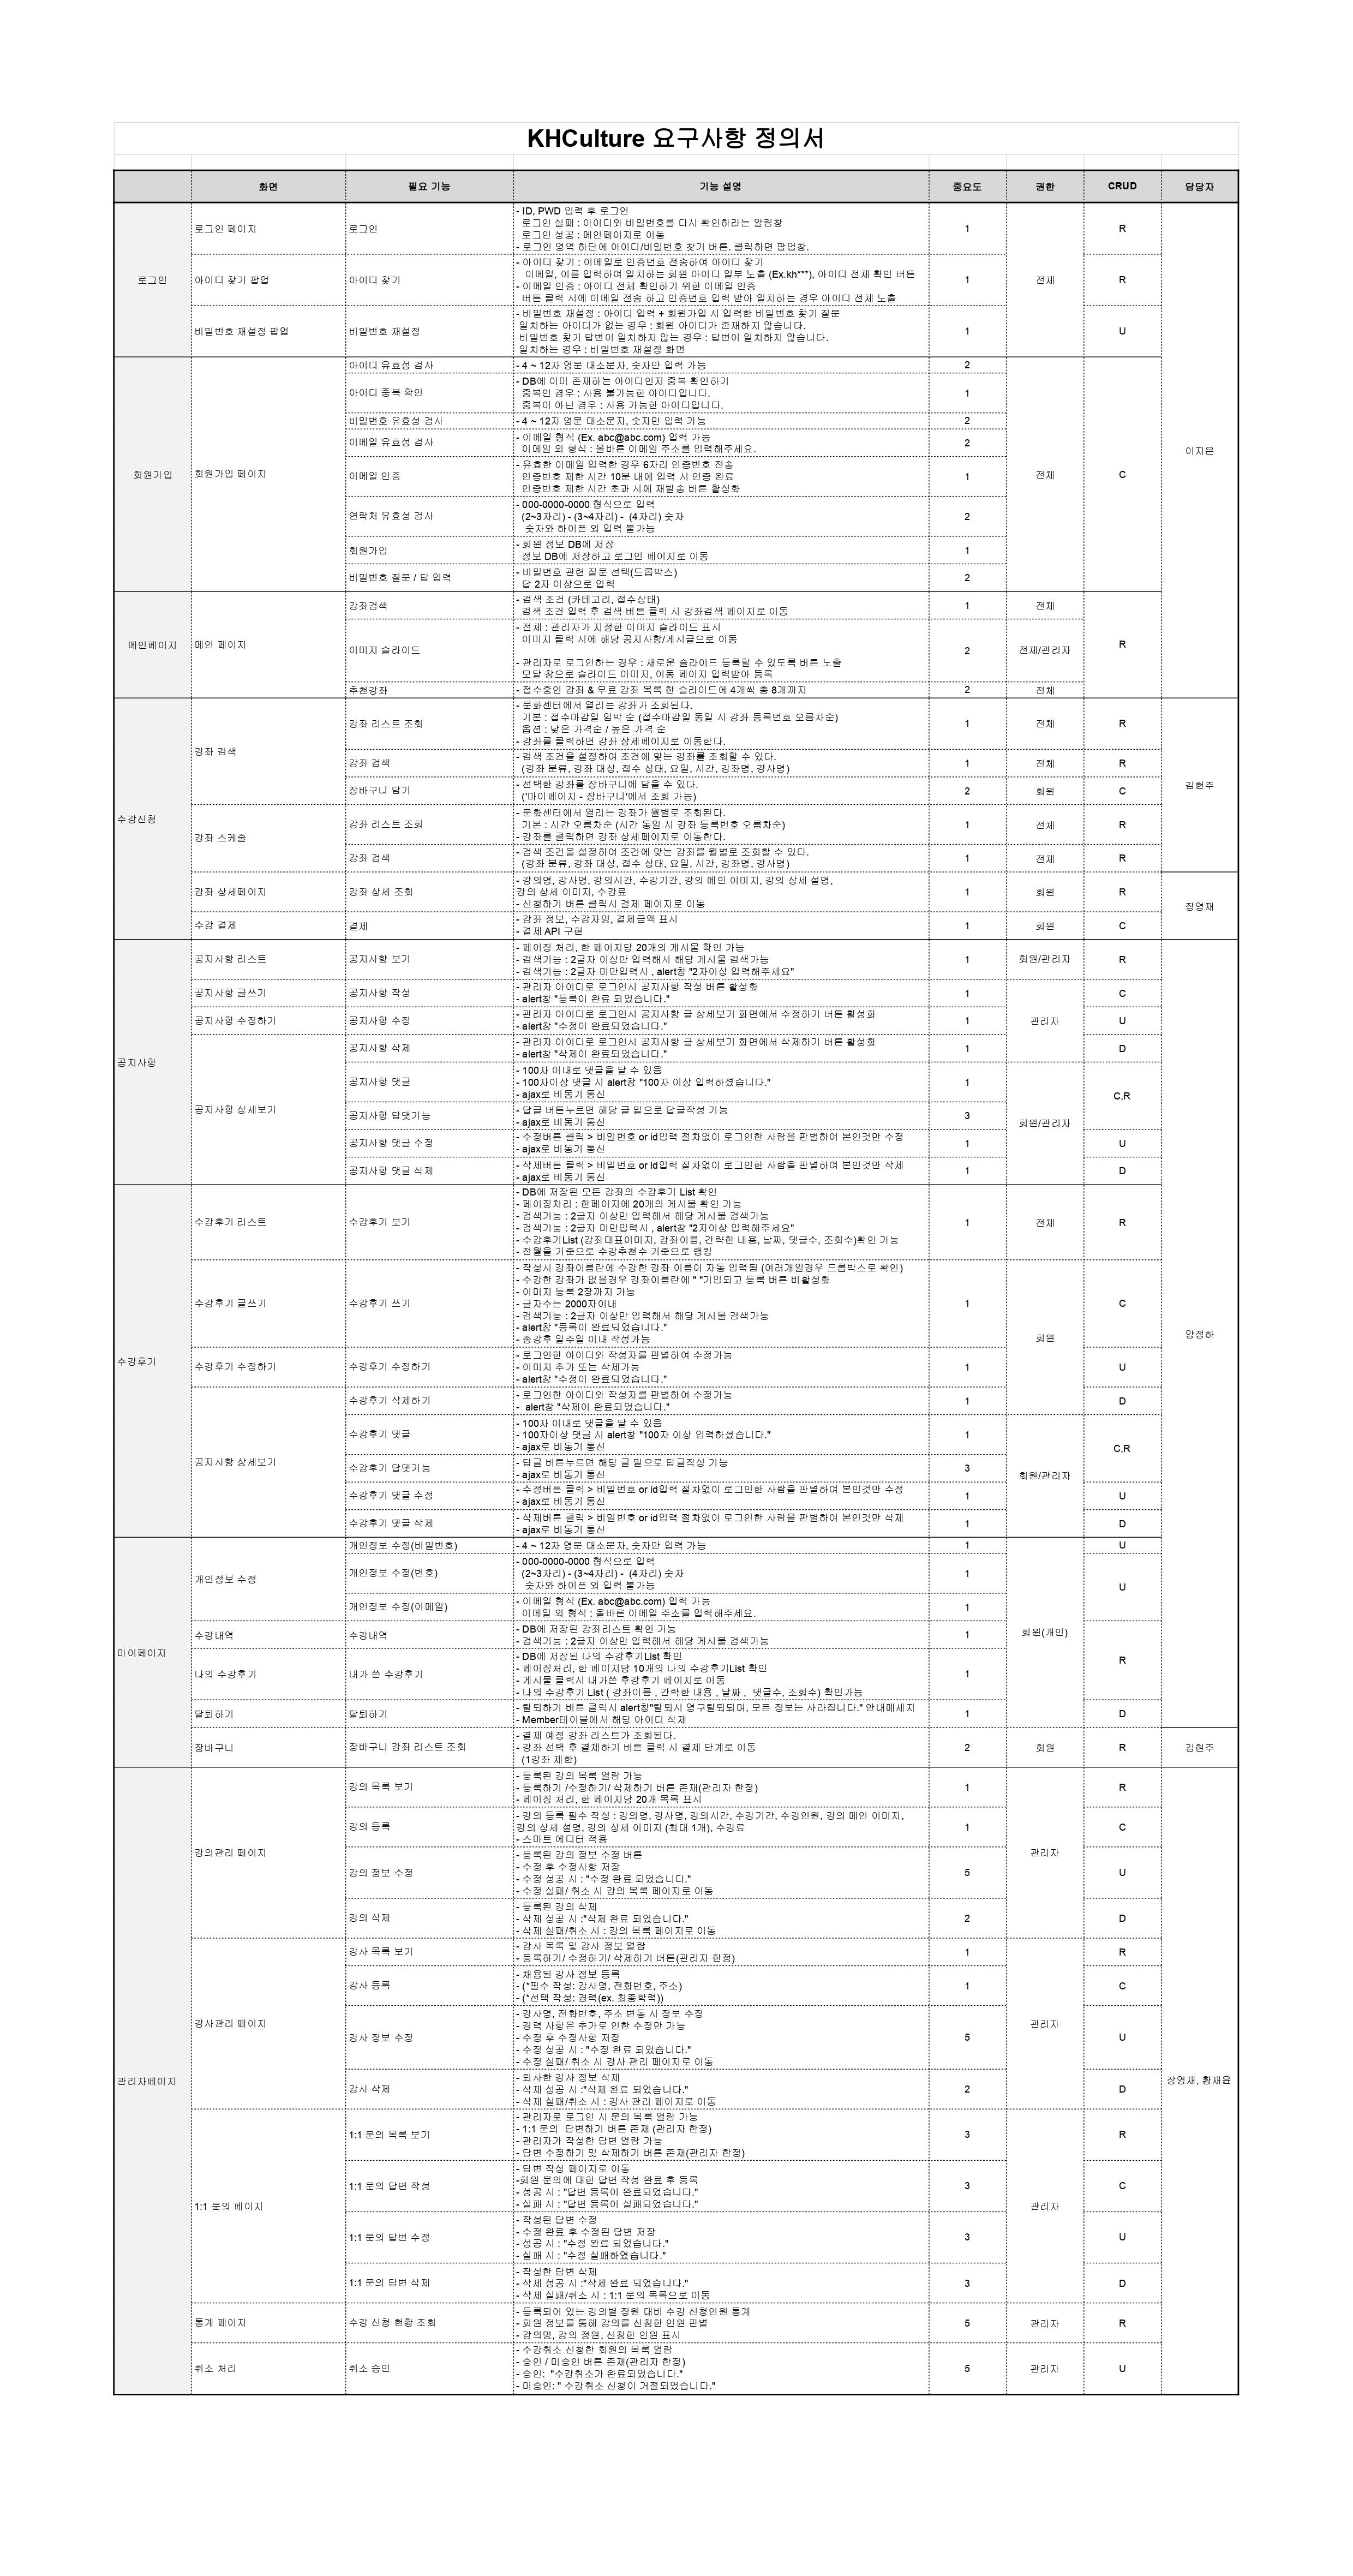 KHCulture 요구사항 정의서
화면 필요 기능 기능 설명 중요도 권한 CRUD 담당자
로그인 로그인 페이지 로그인 1 전체 R 이지은
- ID, PWD 입력 후 로그인
로그인 실패 : 아이디와 비밀번호를 다시 확인하라는 알림창
로그인 성공 : 메인페이지로 이동
- 로그인 영역 하단에 아이디/비밀번호 찾기 버튼. 클릭하면 팝업창.
아이디 찾기 팝업 아이디 찾기 1 R
- 아이디 찾기 : 이메일로 인증번호 전송하여 아이디 찾기
이메일, 이름 입력하여 일치하는 회원 아이디 일부 노출 (Ex.kh***), 아이디 전체 확인 버튼
- 이메일 인증 : 아이디 전체 확인하기 위한 이메일 인증
버튼 클릭 시에 이메일 전송 하고 인증번호 입력 받아 일치하는 경우 아이디 전체 노출
비밀번호 재설정 팝업 비밀번호 재설정 1 U
- 비밀번호 재설정 : 아이디 입력 + 회원가입 시 입력한 비밀번호 찾기 질문
일치하는 아이디가 없는 경우 : 회원 아이디가 존재하지 않습니다.
비밀번호 찾기 답변이 일치하지 않는 경우 : 답변이 일치하지 않습니다.
일치하는 경우 : 비밀번호 재설정 화면
회원가입 회원가입 페이지 전체 C
아이디 유효성 검사 - 4 ~ 12자 영문 대소문자, 숫자만 입력 가능 2
아이디 중복 확인 1
- DB에 이미 존재하는 아이디인지 중복 확인하기
중복인 경우 : 사용 불가능한 아이디입니다.
중복이 아닌 경우 : 사용 가능한 아이디입니다.
비밀번호 유효성 검사 - 4 ~ 12자 영문 대소문자, 숫자만 입력 가능 2
이메일 유효성 검사 2
- 이메일 형식 (Ex. abc@abc.com) 입력 가능
이메일 외 형식 : 올바른 이메일 주소를 입력해주세요.
이메일 인증 1
- 유효한 이메일 입력한 경우 6자리 인증번호 전송
인증번호 제한 시간 10분 내에 입력 시 인증 완료
인증번호 제한 시간 초과 시에 재발송 버튼 활성화
연락처 유효성 검사 2
- 000-0000-0000 형식으로 입력
(2~3자리) - (3~4자리) - (4자리) 숫자
숫자와 하이픈 외 입력 불가능
회원가입 1
- 회원 정보 DB에 저장
정보 DB에 저장하고 로그인 페이지로 이동
비밀번호 질문 / 답 입력 2
- 비밀번호 관련 질문 선택(드롭박스)
답 2자 이상으로 입력
메인페이지 메인 페이지 R
강좌검색 1 전체
- 검색 조건 (카테고리, 접수상태)
검색 조건 입력 후 검색 버튼 클릭 시 강좌검색 페이지로 이동
이미지 슬라이드 2 전체/관리자
- 전체 : 관리자가 지정한 이미지 슬라이드 표시
이미지 클릭 시에 해당 공지사항/게시글으로 이동
- 관리자로 로그인하는 경우 : 새로운 슬라이드 등록할 수 있도록 버튼 노출
모달 창으로 슬라이드 이미지, 이동 페이지 입력받아 등록
추천강좌 - 접수중인 강좌 & 무료 강좌 목록 한 슬라이드에 4개씩 총 8개까지 2 전체
수강신청 강좌 검색 강좌 리스트 조회 1 전체 R 김현주
- 문화센터에서 열리는 강좌가 조회된다.
기본 : 접수마감일 임박 순 (접수마감일 동일 시 강좌 등록번호 오름차순)
옵션 : 낮은 가격순 / 높은 가격 순
- 강좌를 클릭하면 강좌 상세페이지로 이동한다.
강좌 검색 1 전체 R
- 검색 조건을 설정하여 조건에 맞는 강좌를 조회할 수 있다.
(강좌 분류, 강좌 대상, 접수 상태, 요일, 시간, 강좌명, 강사명)
장바구니 담기 2 회원 C
- 선택한 강좌를 장바구니에 담을 수 있다.
('마이페이지 - 장바구니'에서 조회 가능)
강좌 스케줄 강좌 리스트 조회 1 전체 R
- 문화센터에서 열리는 강좌가 월별로 조회된다.
기본 : 시간 오름차순 (시간 동일 시 강좌 등록번호 오름차순)
- 강좌를 클릭하면 강좌 상세페이지로 이동한다.
강좌 검색 1 전체 R
- 검색 조건을 설정하여 조건에 맞는 강좌를 월별로 조회할 수 있다.
(강좌 분류, 강좌 대상, 접수 상태, 요일, 시간, 강좌명, 강사명)
강좌 상세페이지 강좌 상세 조회 1 회원 R 장영재
- 강의명, 강사명, 강의시간, 수강기간, 강의 메인 이미지, 강의 상세 설명,
강의 상세 이미지, 수강료
- 신청하기 버튼 클릭시 결제 페이지로 이동
수강 결제 결제 1 회원 C
- 강좌 정보, 수강자명, 결제금액 표시
- 결제 API 구현
공지사항 공지사항 리스트 공지사항 보기 1 회원/관리자 R 양정하
- 페이징 처리, 한 페이지당 20개의 게시물 확인 가능
- 검색기능 : 2글자 이상만 입력해서 해당 게시물 검색가능
- 검색기능 : 2글자 미만입력시 , alert창 "2자이상 입력해주세요"
공지사항 글쓰기 공지사항 작성 1 관리자 C
- 관리자 아이디로 로그인시 공지사항 작성 버튼 활성화
- alert창 "등록이 완료 되었습니다."
공지사항 수정하기 공지사항 수정 1 U
- 관리자 아이디로 로그인시 공지사항 글 상세보기 화면에서 수정하기 버튼 활성화
- alert창 "수정이 완료되었습니다."
공지사항 상세보기 공지사항 삭제 1 D
- 관리자 아이디로 로그인시 공지사항 글 상세보기 화면에서 삭제하기 버튼 활성화
- alert창 "삭제이 완료되었습니다."
공지사항 댓글 1 회원/관리자 C,R
- 100자 이내로 댓글을 달 수 있음
- 100자이상 댓글 시 alert창 "100자 이상 입력하셨습니다."
- ajax로 비동기 통신
공지사항 답댓기능 3
- 답글 버튼누르면 해당 글 밑으로 답글작성 기능
- ajax로 비동기 통신
공지사항 댓글 수정 1 U
- 수정버튼 클릭 > 비밀번호 or id입력 절차없이 로그인한 사람을 판별하여 본인것만 수정
- ajax로 비동기 통신
공지사항 댓글 삭제 1 D
- 삭제버튼 클릭 > 비밀번호 or id입력 절차없이 로그인한 사람을 판별하여 본인것만 삭제
- ajax로 비동기 통신
수강후기 수강후기 리스트 수강후기 보기 1 전체 R
- DB에 저장된 모든 강좌의 수강후기 List 확인
- 페이징처리 : 한페이지에 20개의 게시물 확인 가능
- 검색기능 : 2글자 이상만 입력해서 해당 게시물 검색가능
- 검색기능 : 2글자 미만입력시 , alert창 "2자이상 입력해주세요"
- 수강후기List (강좌대표이미지, 강좌이름, 간략한 내용, 날짜, 댓글수, 조회수)확인 가능
- 전월을 기준으로 수강추천수 기준으로 랭킹
수강후기 글쓰기 수강후기 쓰기 1 회원 C
- 작성시 강좌이름란에 수강한 강좌 이름이 자동 입력됨 (여러개일경우 드롭박스로 확인)
- 수강한 강좌가 없을경우 강좌이름란에 " "기입되고 등록 버튼 비활성화
- 이미지 등록 2장까지 가능
- 글자수는 2000자이내
- 검색기능 : 2글자 이상만 입력해서 해당 게시물 검색가능
- alert창 "등록이 완료되었습니다."
- 종강후 일주일 이내 작성가능
수강후기 수정하기 수강후기 수정하기 1 U
- 로그인한 아이디와 작성자를 판별하여 수정가능
- 이미치 추가 또는 삭제가능
- alert창 "수정이 완료되었습니다."
공지사항 상세보기 수강후기 삭제하기 1 D
- 로그인한 아이디와 작성자를 판별하여 수정가능
- alert창 "삭제이 완료되었습니다."
수강후기 댓글 1 회원/관리자 C,R
- 100자 이내로 댓글을 달 수 있음
- 100자이상 댓글 시 alert창 "100자 이상 입력하셨습니다."
- ajax로 비동기 통신
수강후기 답댓기능 3
- 답글 버튼누르면 해당 글 밑으로 답글작성 기능
- ajax로 비동기 통신
수강후기 댓글 수정 1 U
- 수정버튼 클릭 > 비밀번호 or id입력 절차없이 로그인한 사람을 판별하여 본인것만 수정
- ajax로 비동기 통신
수강후기 댓글 삭제 1 D
- 삭제버튼 클릭 > 비밀번호 or id입력 절차없이 로그인한 사람을 판별하여 본인것만 삭제
- ajax로 비동기 통신
마이페이지 개인정보 수정 회원(개인)
개인정보 수정(비밀번호) - 4 ~ 12자 영문 대소문자, 숫자만 입력 가능 1 U
개인정보 수정(번호) 1 U
- 000-0000-0000 형식으로 입력
(2~3자리) - (3~4자리) - (4자리) 숫자
숫자와 하이픈 외 입력 불가능
개인정보 수정(이메일) 1
- 이메일 형식 (Ex. abc@abc.com) 입력 가능
이메일 외 형식 : 올바른 이메일 주소를 입력해주세요.
수강내역 수강내역 1 R
- DB에 저장된 강좌리스트 확인 가능
- 검색기능 : 2글자 이상만 입력해서 해당 게시물 검색가능
나의 수강후기 내가 쓴 수강후기 1
- DB에 저장된 나의 수강후기List 확인
- 페이징처리, 한 페이지당 10개의 나의 수강후기List 확인
- 게시물 클릭시 내가쓴 후강후기 페이지로 이동
- 나의 수강후기 List ( 강좌이름 , 간략한 내용 , 날짜 , 댓글수, 조회수) 확인가능
탈퇴하기 탈퇴하기 1 D
- 탈퇴하기 버튼 클릭시 alert창"탈퇴시 영구탈퇴되며, 모든 정보는 사라집니다." 안내메세지
- Member테이블에서 해당 아이디 삭제
장바구니 장바구니 강좌 리스트 조회 2 회원 R 김현주
- 결제 예정 강좌 리스트가 조회된다.
- 강좌 선택 후 결제하기 버튼 클릭 시 결제 단계로 이동
(1강좌 제한)
관리자페이지 강의관리 페이지 강의 목록 보기 1 관리자 R 장영재, 황재윤
- 등록된 강의 목록 열람 가능
- 등록하기 /수정하기/ 삭제하기 버튼 존재(관리자 한정)
- 페이징 처리, 한 페이지당 20개 목록 표시
강의 등록 1 C
- 강의 등록 필수 작성 : 강의명, 강사명, 강의시간, 수강기간, 수강인원, 강의 메인 이미지,
강의 상세 설명, 강의 상세 이미지 (최대 1개), 수강료
- 스마트 에디터 적용
강의 정보 수정 5 U
- 등록된 강의 정보 수정 버튼
- 수정 후 수정사항 저장
- 수정 성공 시 : "수정 완료 되었습니다."
- 수정 실패/ 취소 시 강의 목록 페이지로 이동
강의 삭제 2 D
- 등록된 강의 삭제
- 삭제 성공 시 :"삭제 완료 되었습니다."
- 삭제 실패/취소 시 : 강의 목록 페이지로 이동
강사관리 페이지 강사 목록 보기 1 관리자 R
- 강사 목록 및 강사 정보 열람
- 등록하기/ 수정하기/ 삭제하기 버튼(관리자 한정)
강사 등록 1 C
- 채용된 강사 정보 등록
- (*필수 작성: 강사명, 전화번호, 주소)
- (*선택 작성: 경력(ex. 최종학력))
강사 정보 수정 5 U
- 강사명, 전화번호, 주소 변동 시 정보 수정
- 경력 사항은 추가로 인한 수정만 가능
- 수정 후 수정사항 저장
- 수정 성공 시 : "수정 완료 되었습니다."
- 수정 실패/ 취소 시 강사 관리 페이지로 이동
강사 삭제 2 D
- 퇴사한 강사 정보 삭제
- 삭제 성공 시 :"삭제 완료 되었습니다."
- 삭제 실패/취소 시 : 강사 관리 페이지로 이동
1:1 문의 페이지 1:1 문의 목록 보기 3 관리자 R
- 관리자로 로그인 시 문의 목록 열람 가능
- 1:1 문의 답변하기 버튼 존재 (관리자 한정)
- 관리자가 작성한 답변 열람 가능
- 답변 수정하기 및 삭제하기 버튼 존재(관리자 한정)
1:1 문의 답변 작성 3 C
- 답변 작성 페이지로 이동
-회원 문의에 대한 답변 작성 완료 후 등록
- 성공 시 : "답변 등록이 완료되었습니다."
- 실패 시 : "답변 등록이 실패되었습니다."
1:1 문의 답변 수정 3 U
- 작성된 답변 수정
- 수정 완료 후 수정된 답변 저장
- 성공 시 : "수정 완료 되었습니다."
- 실패 시 : "수정 실패하였습니다."
1:1 문의 답변 삭제 3 D
- 작성한 답변 삭제
- 삭제 성공 시 :"삭제 완료 되었습니다."
- 삭제 실패/취소 시 : 1:1 문의 목록으로 이동
통계 페이지 수강 신청 현황 조회 5 관리자 R
- 등록되어 있는 강의별 정원 대비 수강 신청인원 통계
- 회원 정보를 통해 강의를 신청한 인원 판별
- 강의명, 강의 정원, 신청한 인원 표시
취소 처리 취소 승인 5 관리자 U
- 수강취소 신청한 회원의 목록 열람
- 승인 / 미승인 버튼 존재(관리자 한정)
- 승인: "수강취소가 완료되었습니다."
- 미승인: " 수강취소 신청이 거절되었습니다."